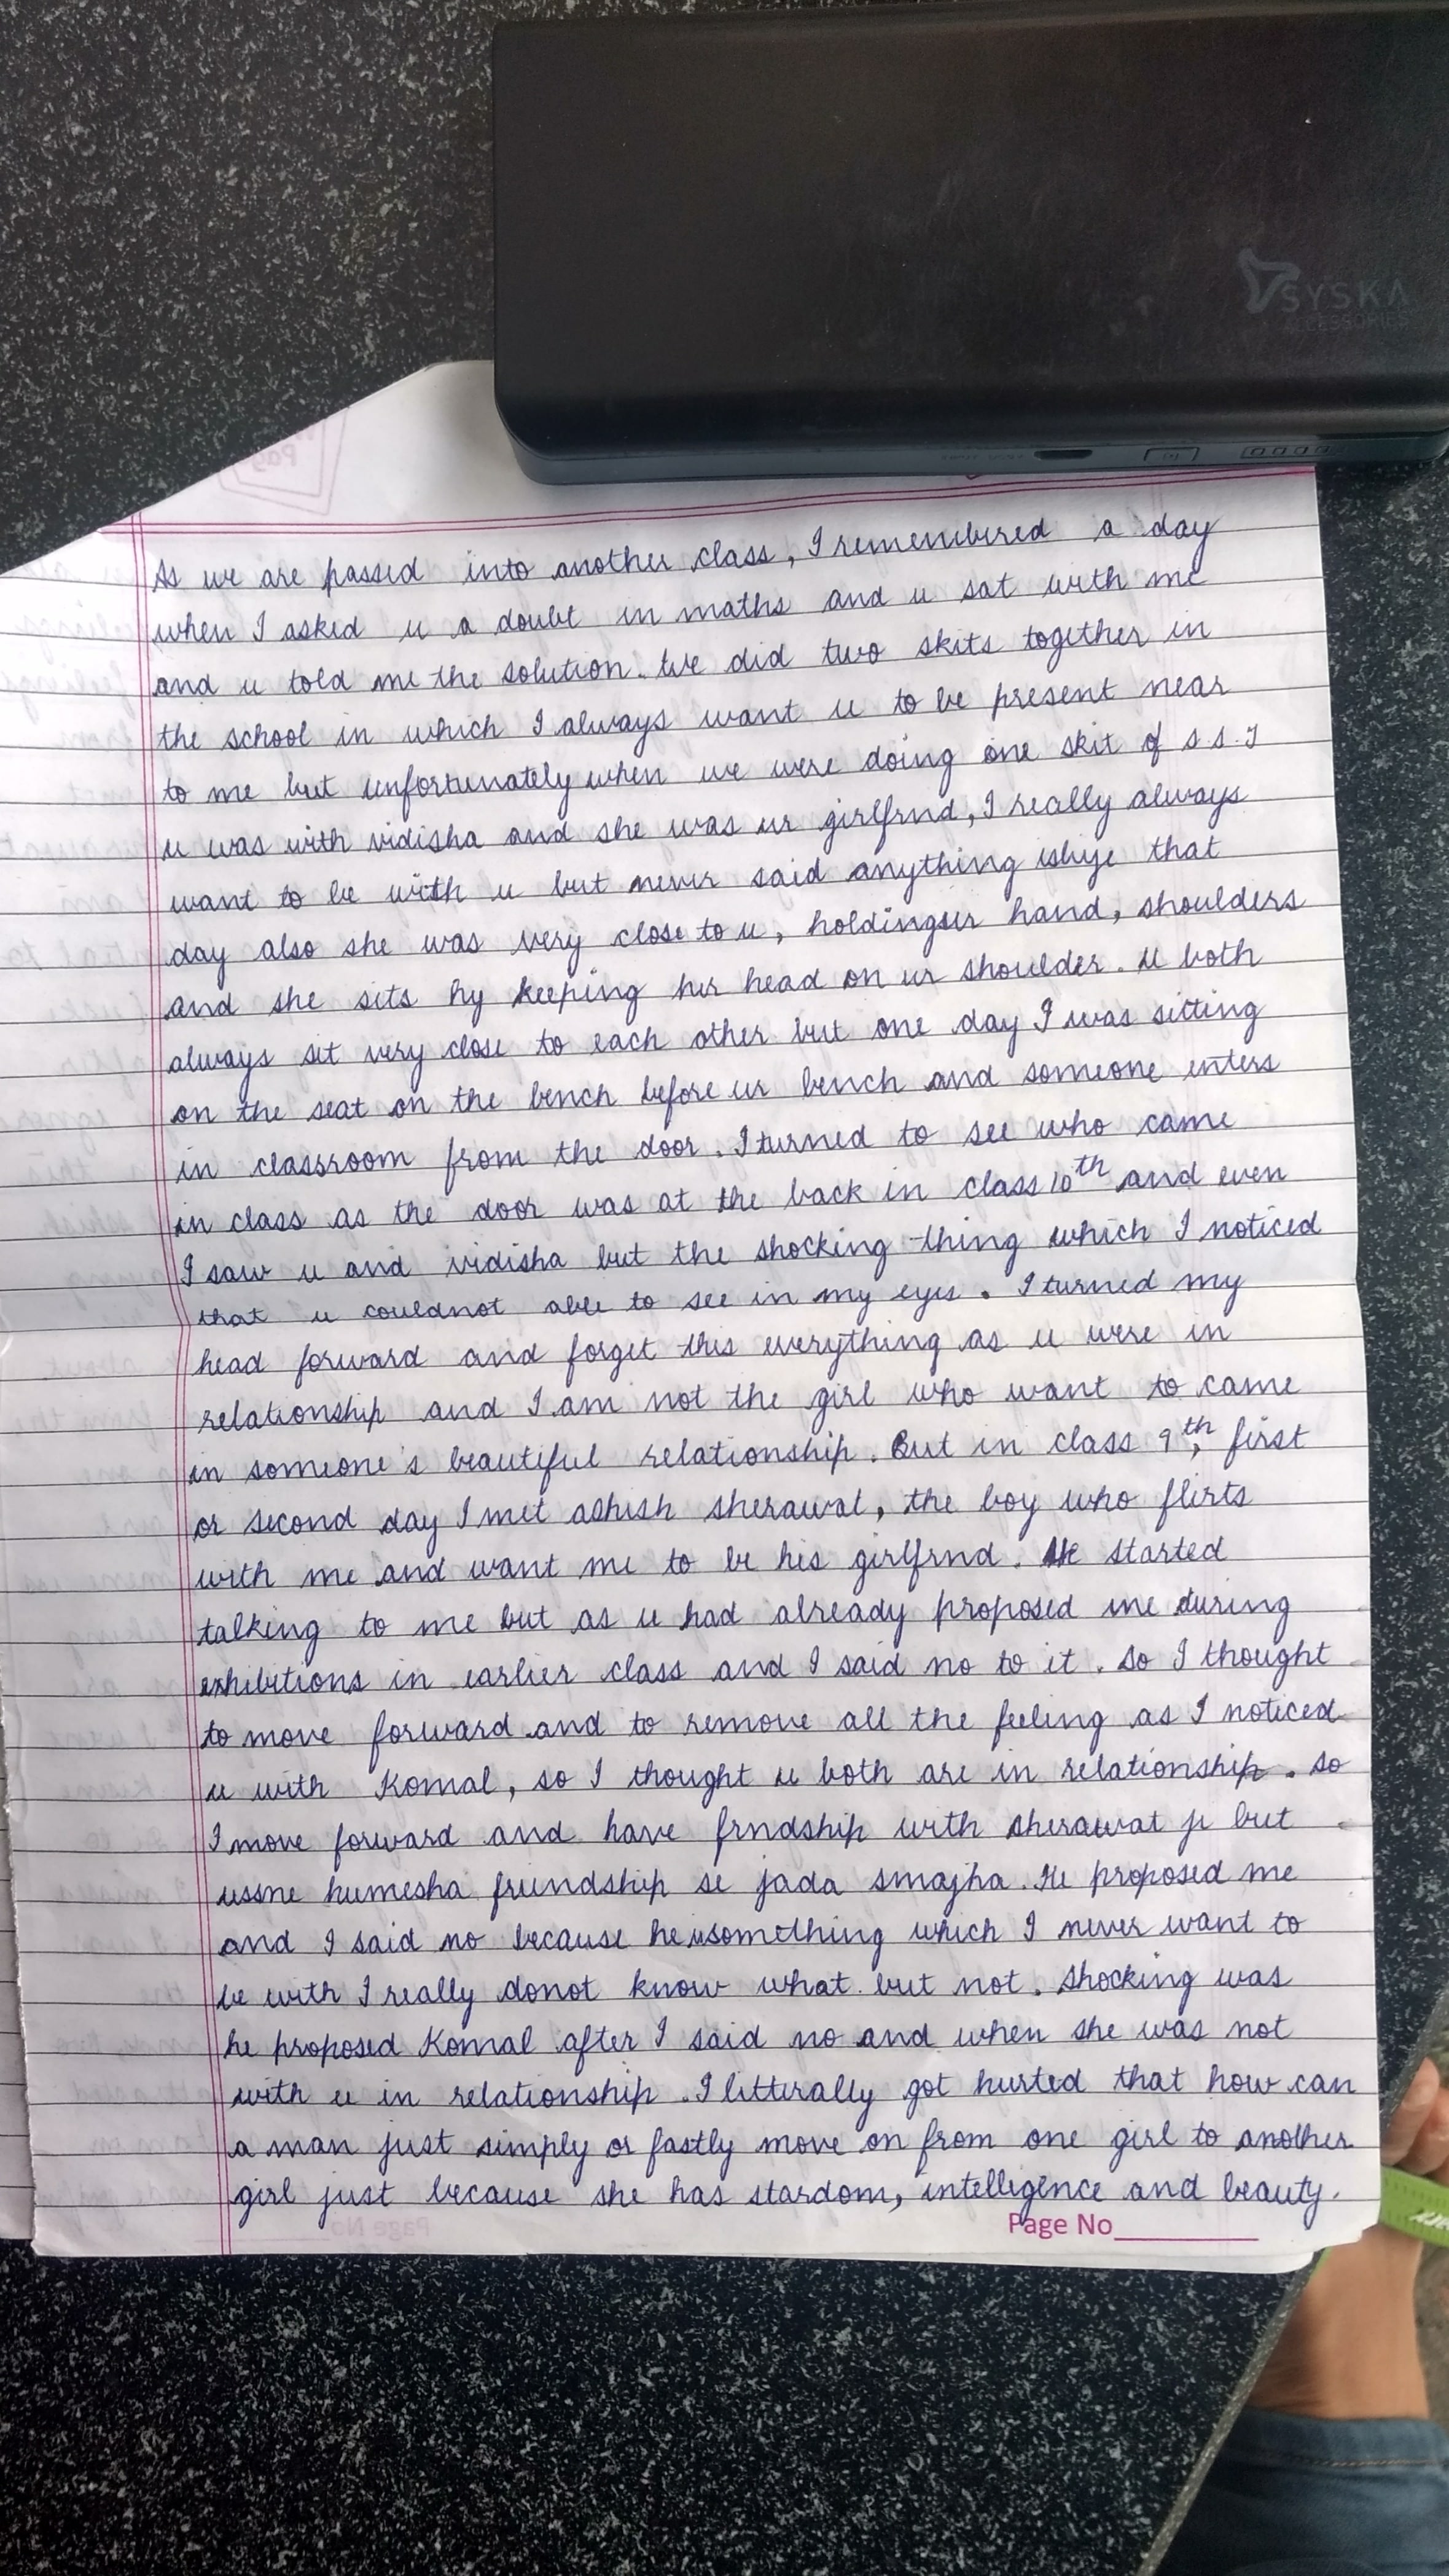 SYSKA
ACCESSORIES
As we are passed into another class, I remembered a day
when I asked u a doubt in maths and u sat with me
and u told me the solution. We did two skits together in
the school in which I always want u to be present near
to me but unfortunately when we were doing one skit of s.s.I
u was with vidisha and she was ur girlfrnd, I really always
want to be with u but never said anything that
day also she was very close to u, holdingur hand, shoulders
and she sits by keeping her head on ur shoulder. U both
always sit very close to each other but one day I was sitting
on the seat on the bench before ur bench and someone enters
in classroom from the door. I turned to see who came
in class as the door was at the back in class 10th and even
I saw u and vidisha but the shocking thing which I noticed
that u couldnot able to see in my eyes. I turned my
head forward and forget this everything as u were in
relationship and I am not the girl who want to came
in someone's beautiful relationship. But in class 9th, first
or second day I met ashish sherawat, the boy who flirts
with me and want me to be his girlfrnd. He started
talking to me but as u had already proposed me during
exhibitions in earlier class and I said no to it. So I thought
to move forward and to remove all the feeling as I noticed
u with Komal, so I thought u both are in relationship. So
I move forward and have frndship with sherawat ji but
ussne humesha friendship se jada smajha. He proposed me
and I said no because something which I never want to
be with I really donot know what but not. Shocking was
he proposed Komal after I said no and when she was not
with u in relationship. I litterally got hurted that how can
a man just simply or fastly move on from one girl to another
girl just because she has stardom, intelligence and beauty.
Page No